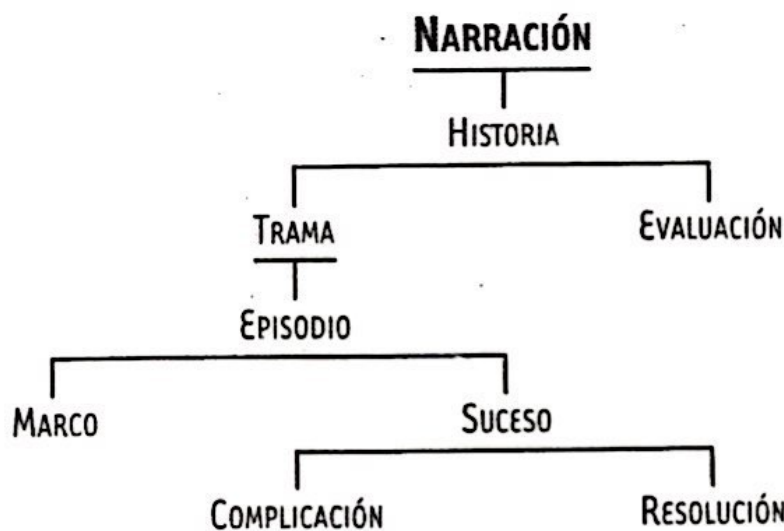 NARRACIÓN
HISTORIA
TRAMA
EVALUACIÓN
EPISODIO
MARCO
SUCESO
COMPLICACIÓN
RESOLUCIÓN